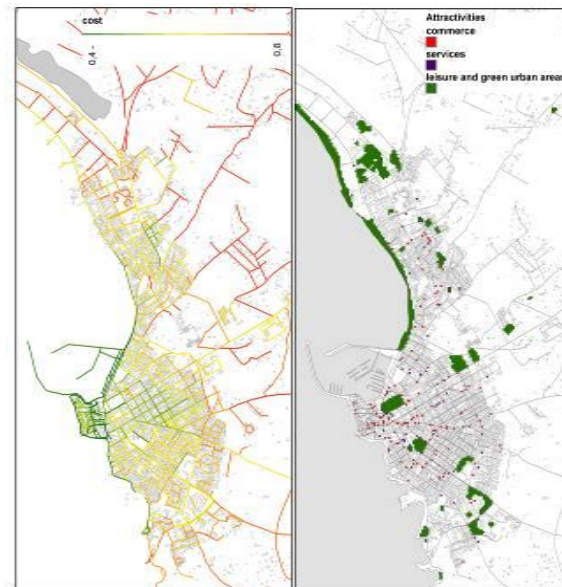 cost
0,4 -
0,8
Attractivities
commerce
services
leisure and green urban areas